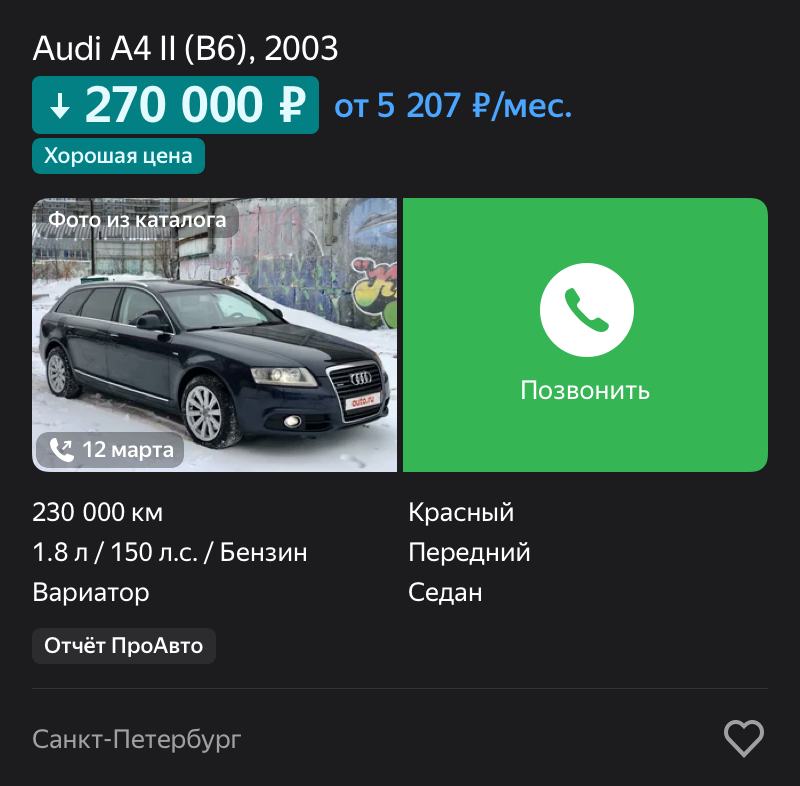 Audi A4 II (B6), 2003
↓ 270 000 ₽ от 5 207 ₽/мес.
Хорошая цена
Фото из каталога
auto.ru
12 марта
Позвонить
230 000 км
Красный
1.8 л / 150 л.с. / Бензин
Передний
Вариатор
Седан
Отчёт ПроАвто
Санкт-Петербург